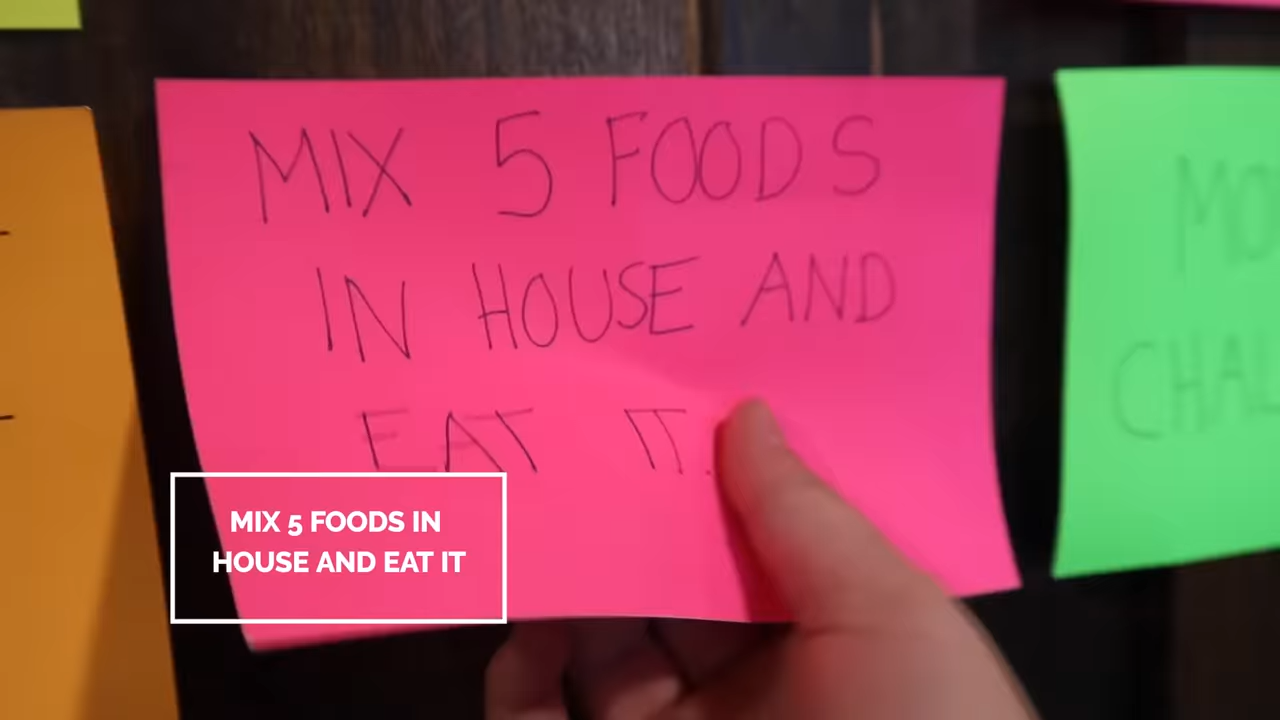 MIX 5 FOODS
IN HOUSE AND
EAT IT.
MIX 5 FOODS IN
HOUSE AND EAT IT